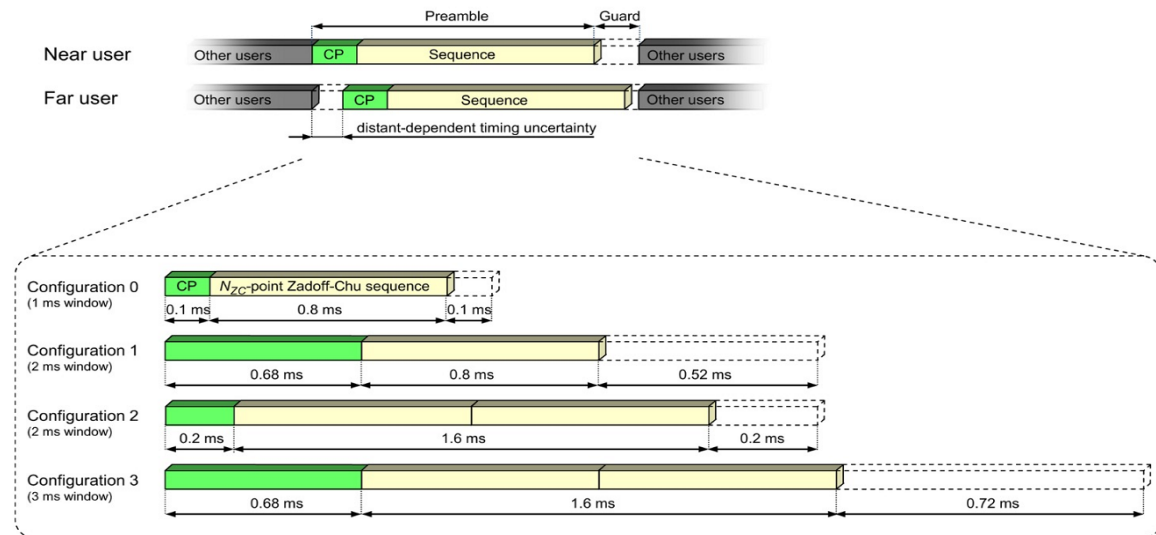 Preamble Guard
Near user Other users CP Sequence Other users
Far user Other users CP Sequence Other users
distant-dependent timing uncertainty
Configuration 0 CP NZC-point Zadoff-Chu sequence
(1 ms window)
0.1 ms 0.8 ms 0.1 ms
Configuration 1
(2 ms window)
0.68 ms 0.8 ms 0.52 ms
Configuration 2
(2 ms window)
0.2 ms 1.6 ms 0.2 ms
Configuration 3
(3 ms window)
0.68 ms 1.6 ms 0.72 ms